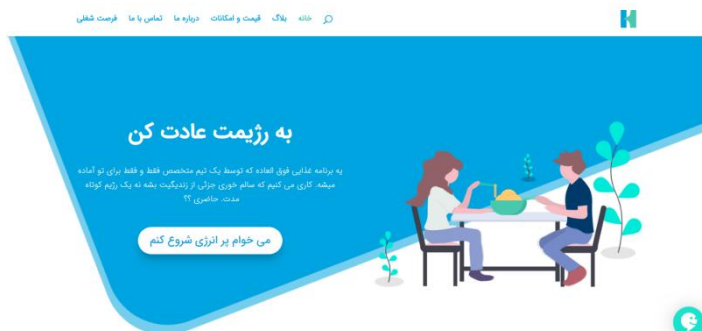 خانه بلاگ قیمت و امکانات درباره ما تماس با ما فرصت شغلی
به رژیمت عادت کن
یه برنامه غذایی فوق العاده که توسط یک تیم متخصص فقط و فقط برای تو آماده
میشه. کاری می کنیم که سالم خوری جزئی از زندیگیت بشه نه یک رژیم کوتاه
مدت. حاضری ؟؟
می خوام پر انرژی شروع کنم